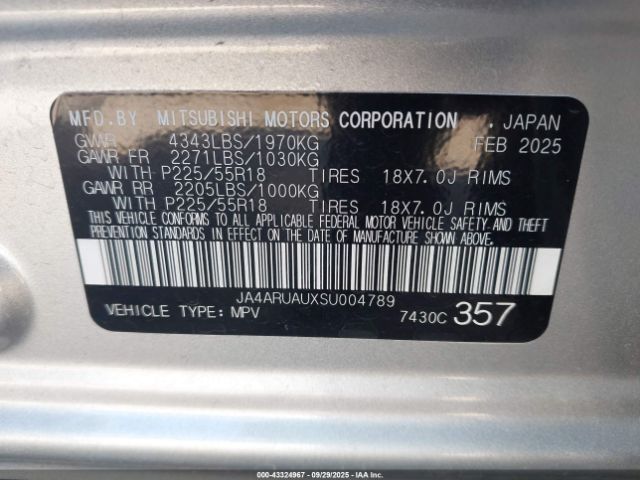 MFD.BY MITSUBISHI MOTORS CORPORATION , JAPAN
GVWR 4343LBS/1970KG FEB 2025
GAWR FR 2271LBS/1030KG
WITH P225/55R18 TIRES 18X7.0J RIMS
GAWR RR 2205LBS/1000KG
WITH P225/55R18 TIRES 18X7.0J RIMS
THIS VEHICLE CONFORMS TO ALL APPLICABLE FEDERAL MOTOR VEHICLE SAFETY AND THEFT
PREVENTION STANDARDS IN EFFECT ON THE DATE OF MANUFACTURE SHOWN ABOVE.
JA4ARUAUXSU004789
VEHICLE TYPE: MPV 7430C 357
000-43324967 - 09/29/2025 - IAAI.CA